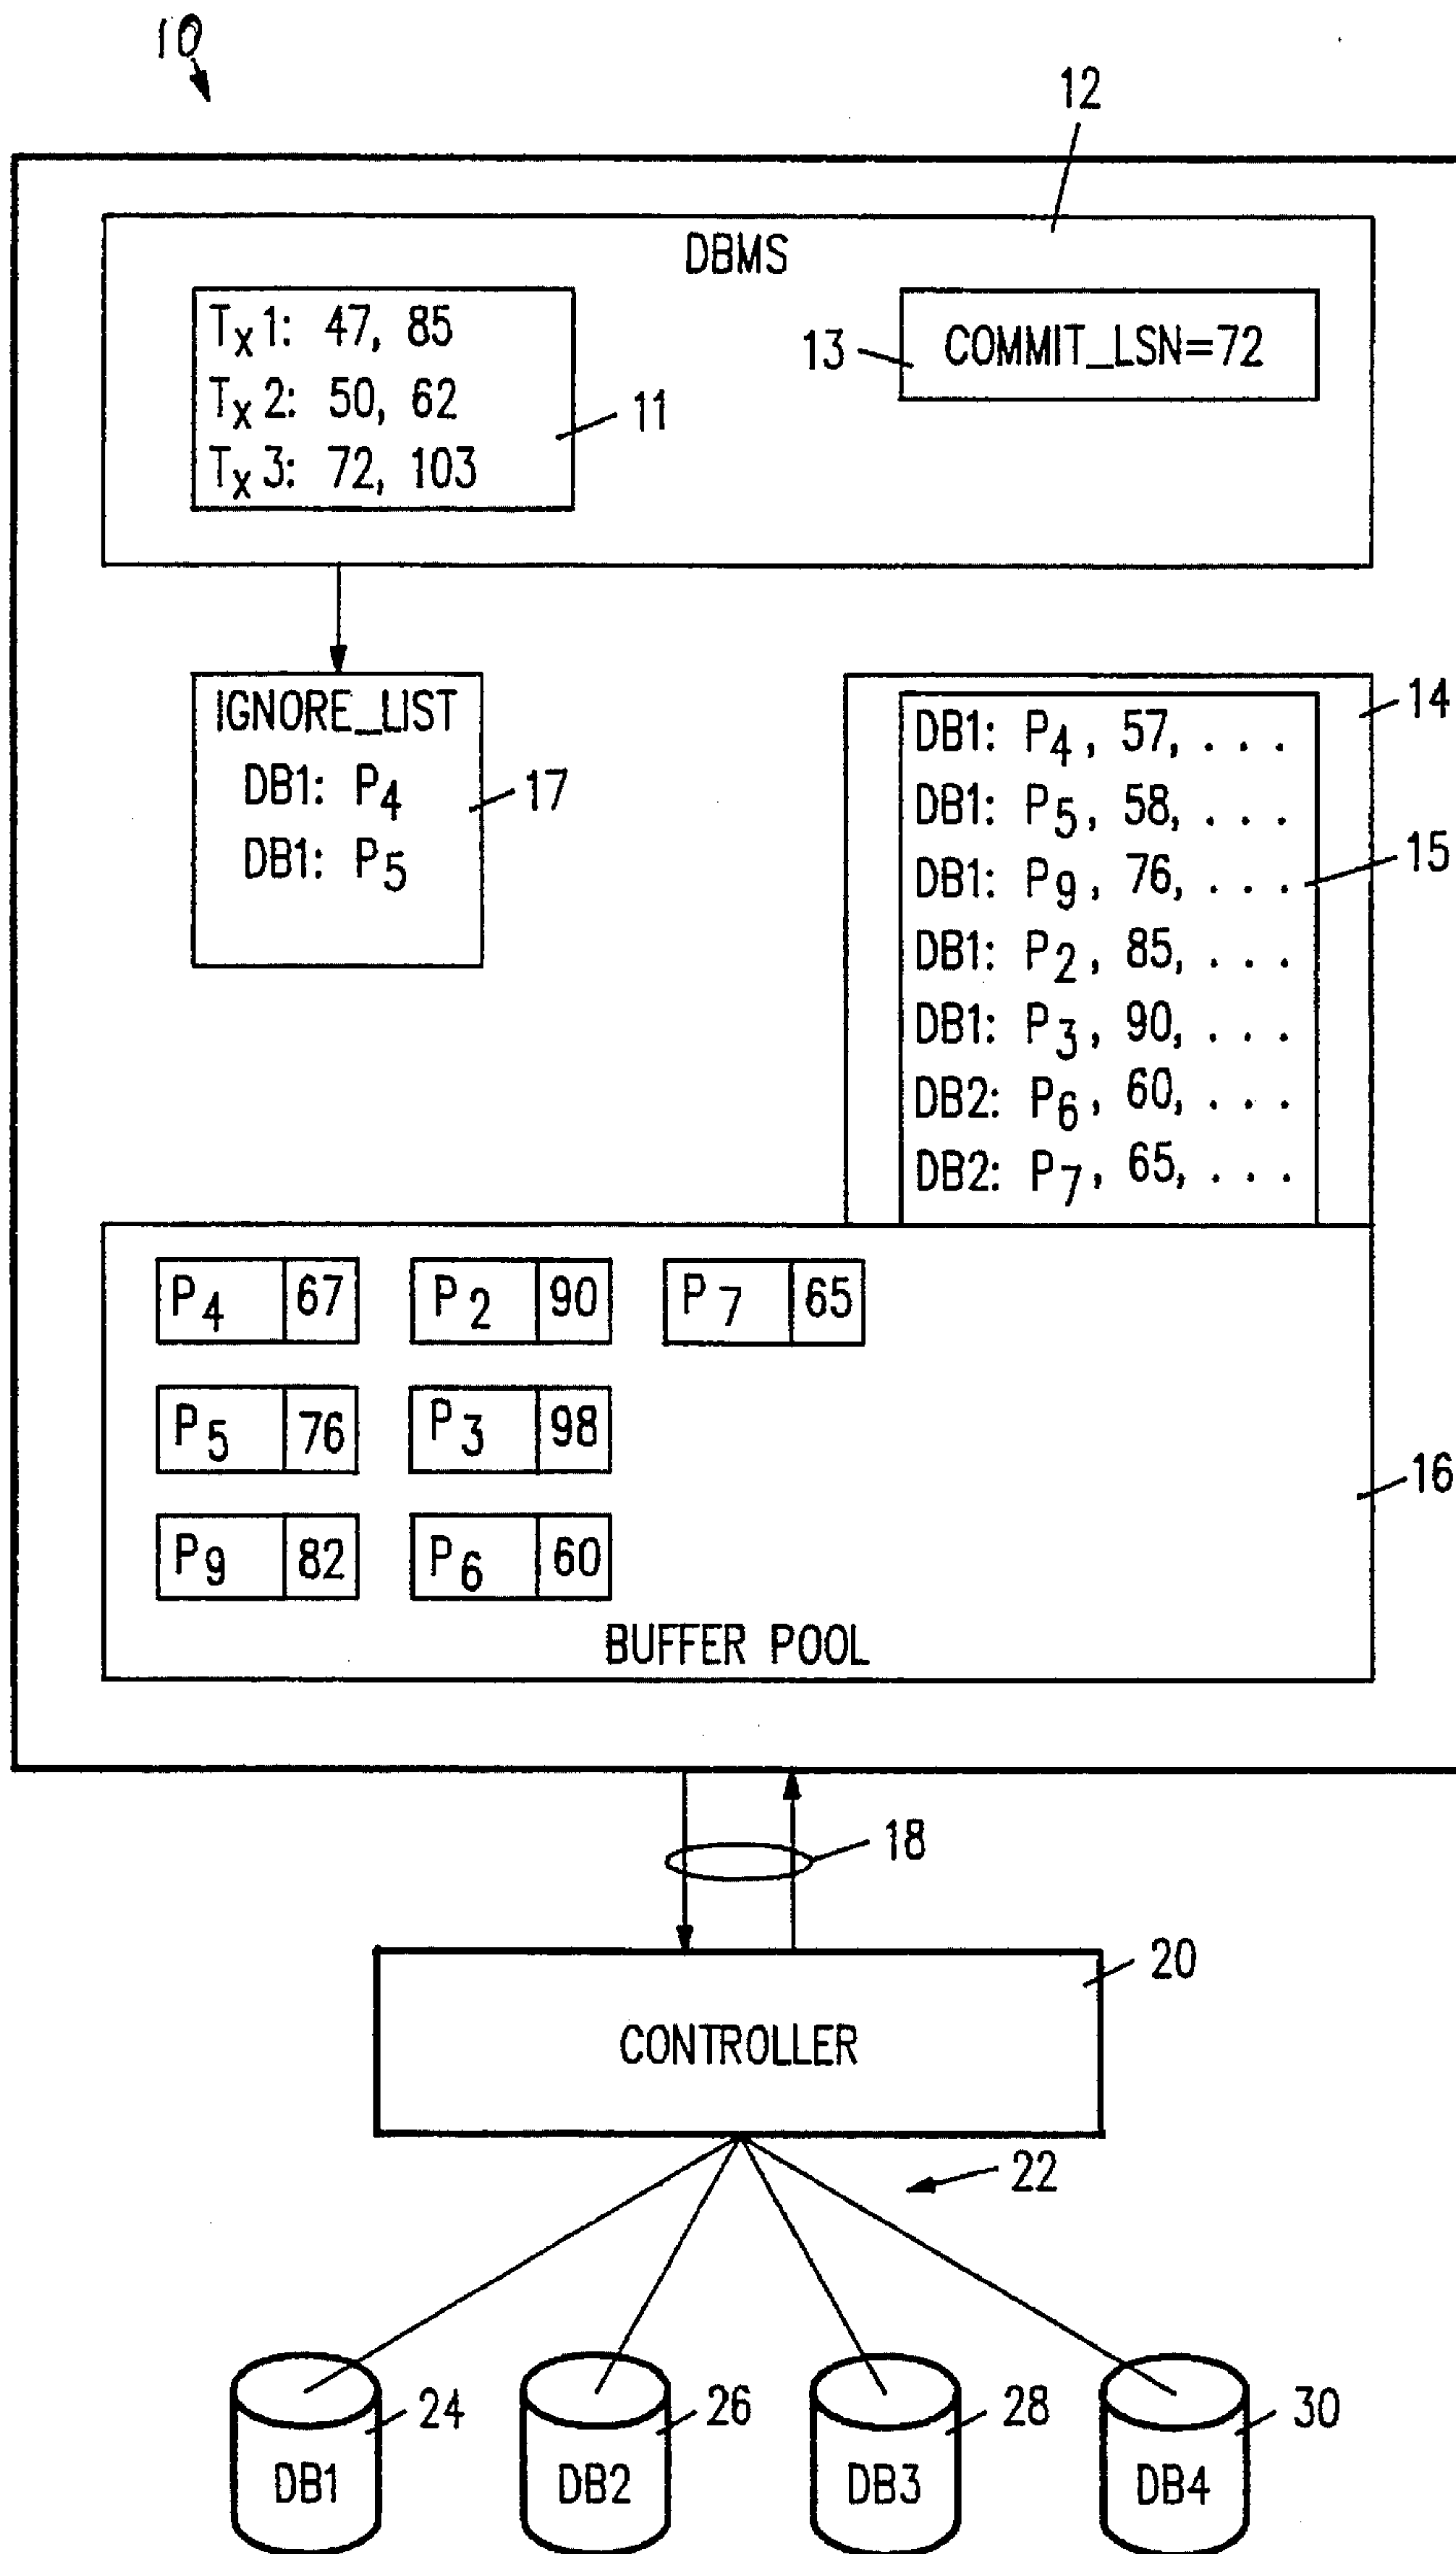 10
12
DBMS
Tx1: 47, 85
Tx2: 50, 62
Tx3: 72, 103
11
13
COMMIT_LSN=72
IGNORE_LIST
DB1: P4
DB1: P5
17
14
DB1: P4, 57, . . .
DB1: P5, 58, . . .
DB1: P9, 76, . . .
DB1: P2, 85, . . .
DB1: P3, 90, . . .
DB2: P6, 60, . . .
DB2: P7, 65, . . .
15
P4 67
P2 90
P7 65
P5 76
P3 98
P9 82
P6 60
BUFFER POOL
16
18
20
CONTROLLER
22
24
26
28
30
DB1
DB2
DB3
DB4